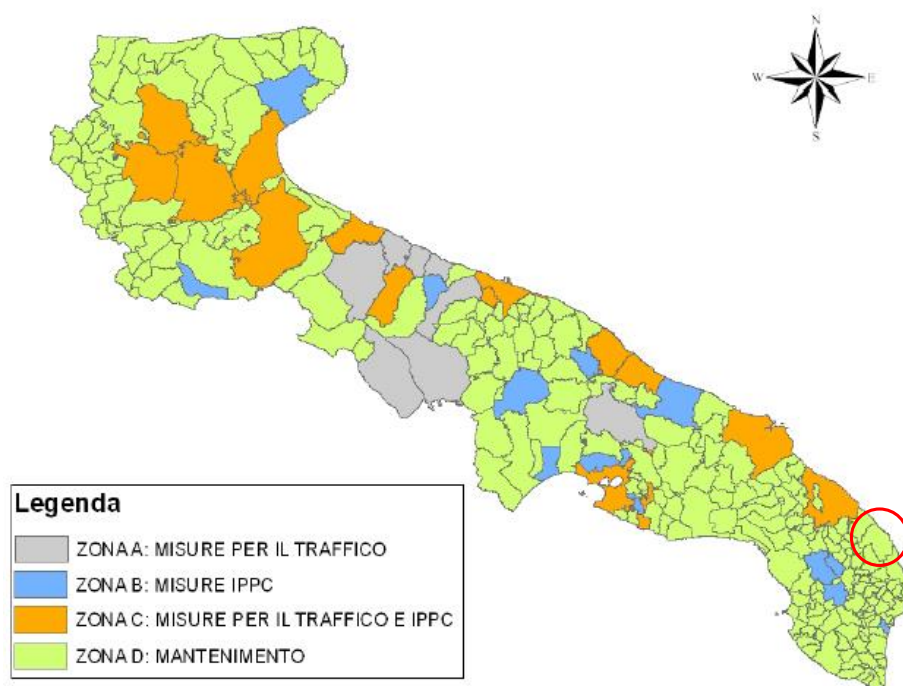 N
W E
S
Legenda
ZONA A: MISURE PER IL TRAFFICO
ZONA B: MISURE IPPC
ZONA C: MISURE PER IL TRAFFICO E IPPC
ZONA D: MANTENIMENTO